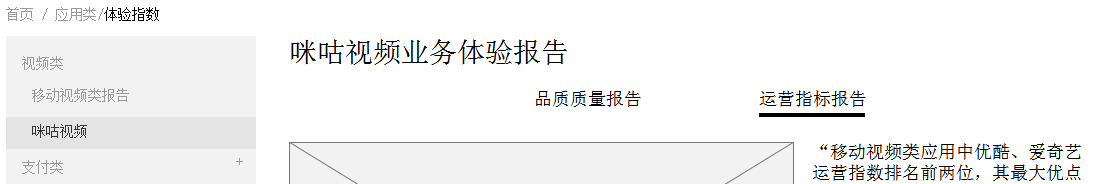 首页 / 应用类/体验指数
视频类
移动视频类报告
咪咕视频
支付类 +
咪咕视频业务体验报告
品质质量报告 运营指标报告
“移动视频类应用中优酷、爱奇艺
运营指数排名前两位，其最大优点